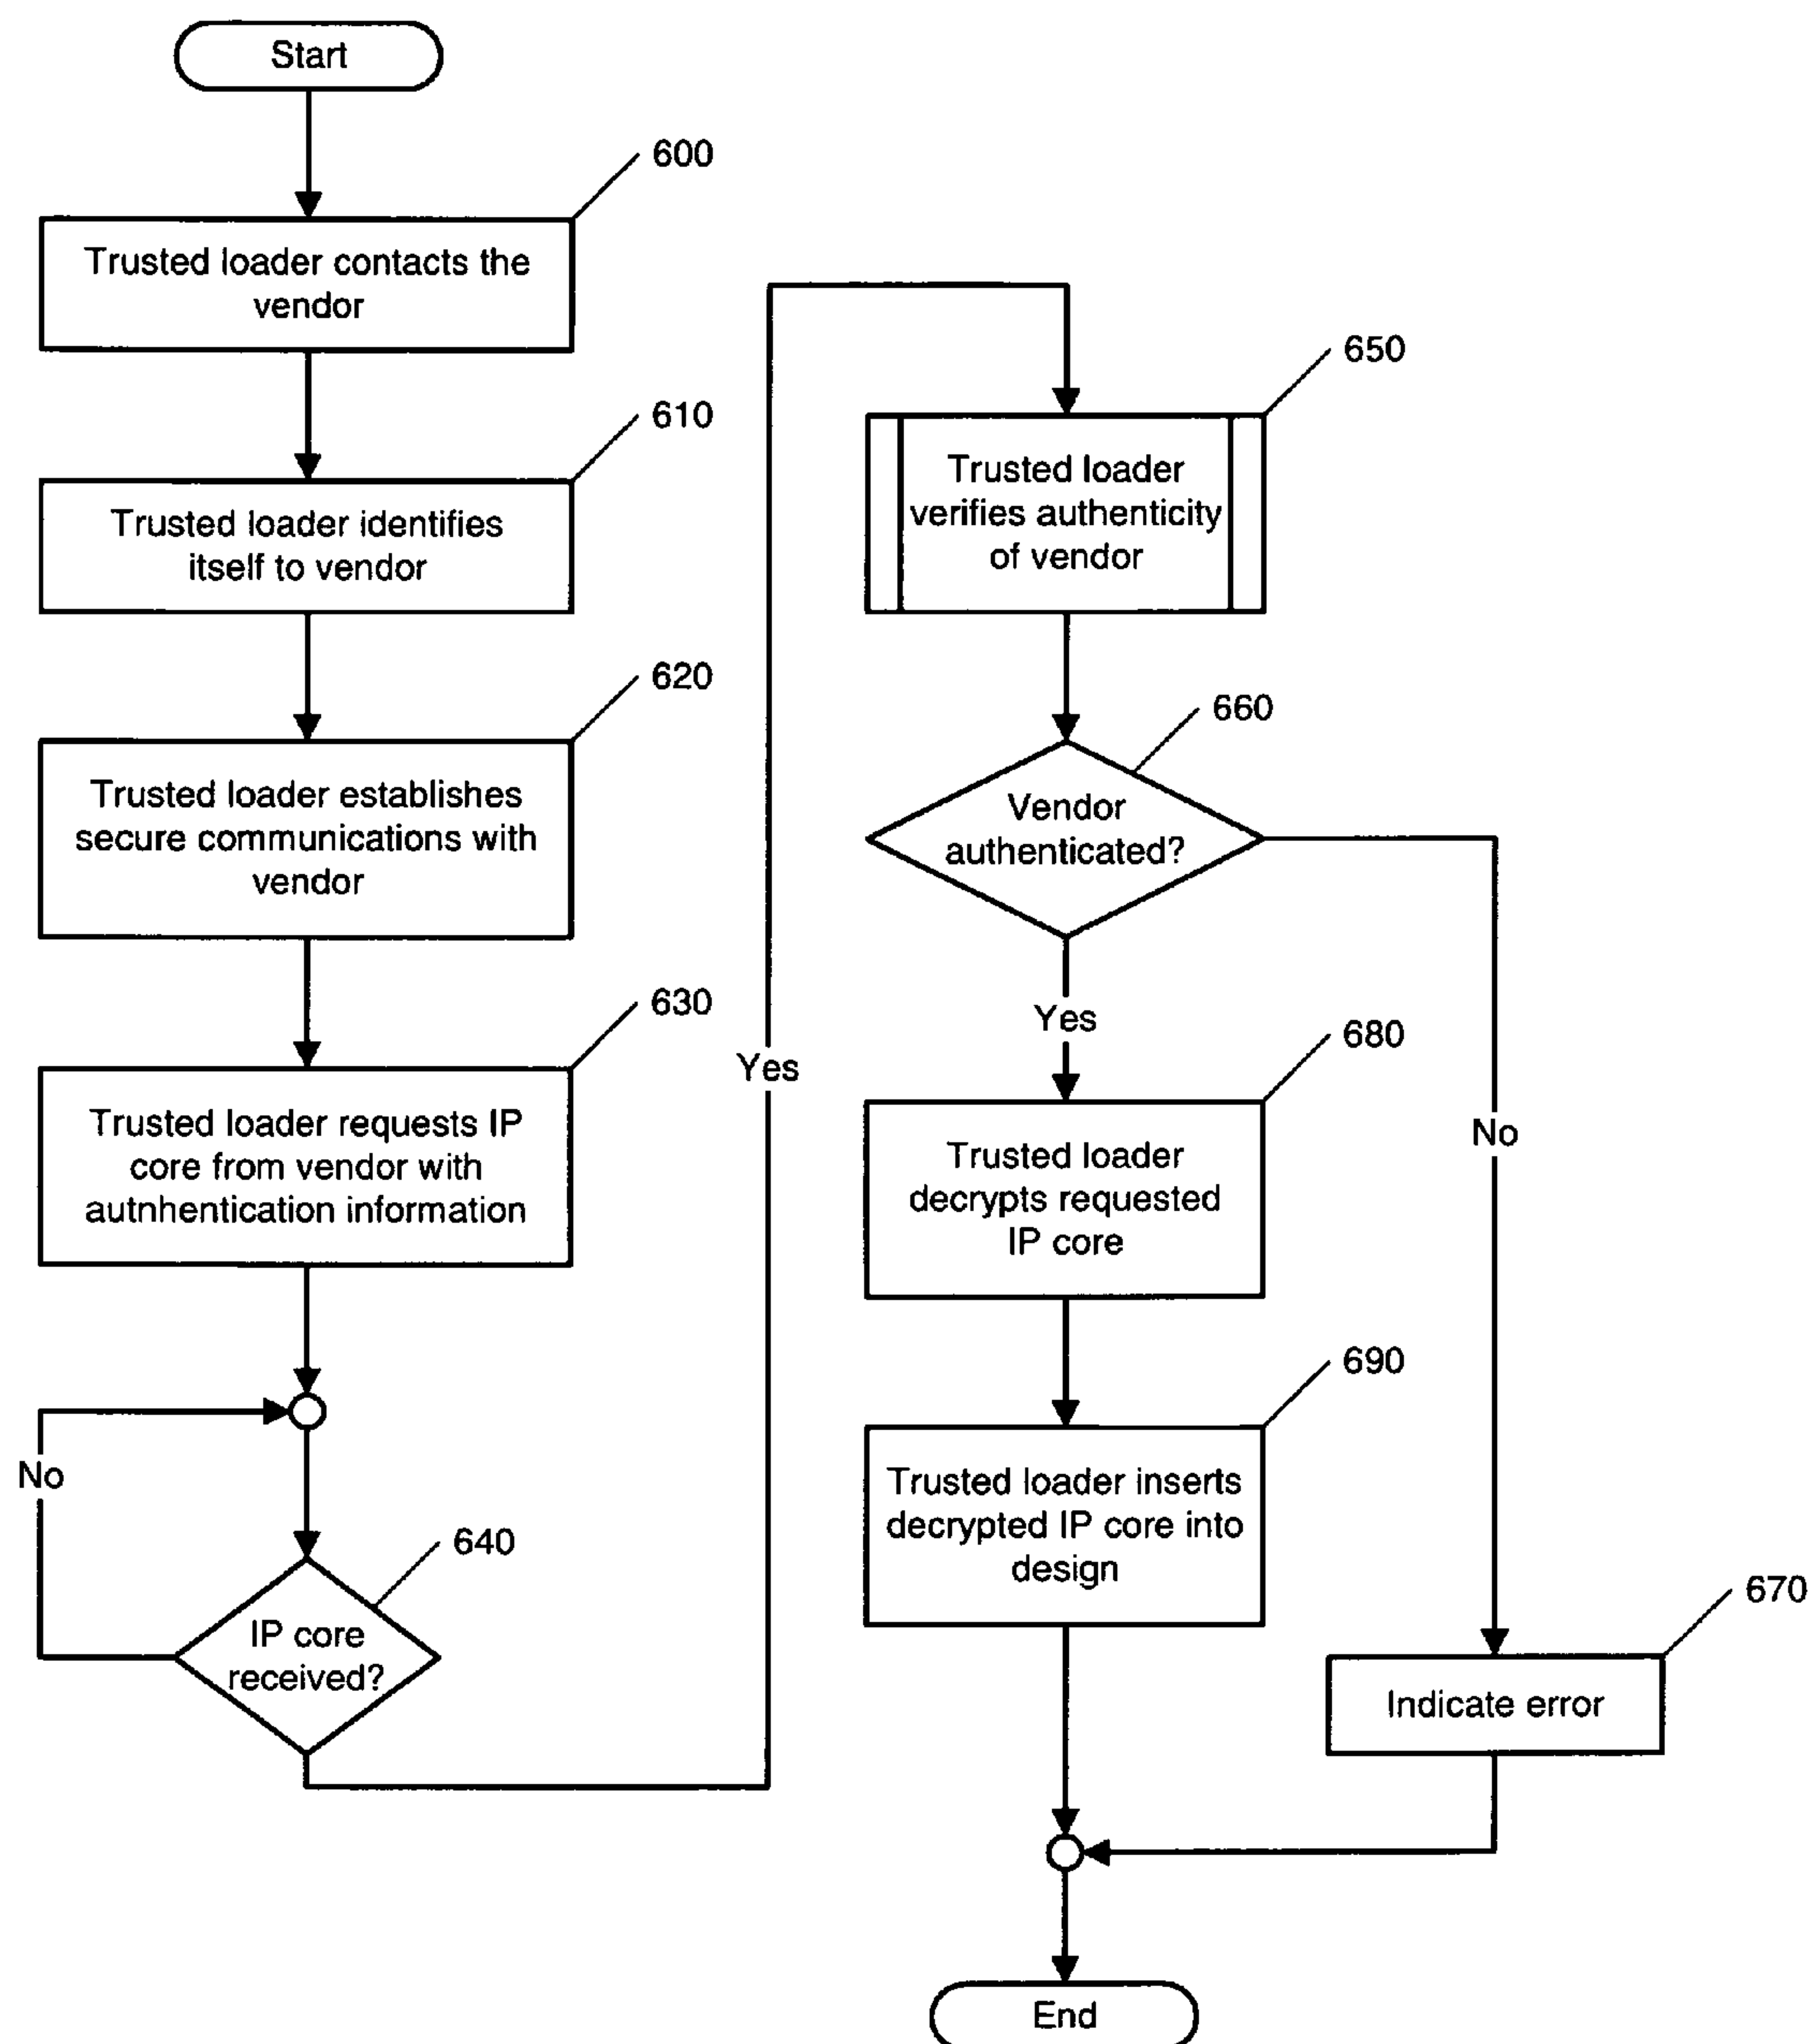 Start
600
Trusted loader contacts the
vendor
610
Trusted loader identifies
itself to vendor
620
Trusted loader establishes
secure communications with
vendor
630
Trusted loader requests IP
core from vendor with
autnhentication information
No
640
IP core
received?
Yes
650
Trusted loader
verifies authenticity
of vendor
660
Vendor
authenticated?
Yes
No
680
Trusted loader
decrypts requested
IP core
690
Trusted loader inserts
decrypted IP core into
design
670
Indicate error
End